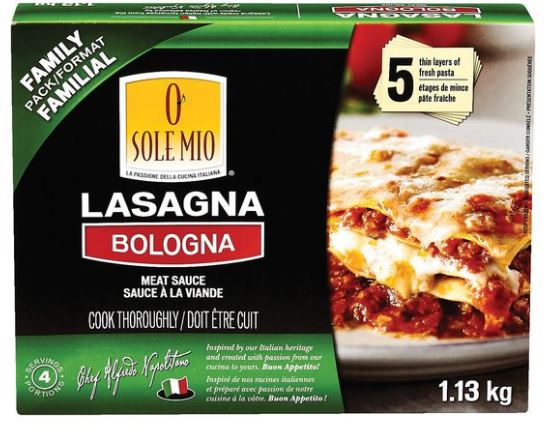 1.13 kg
LASAGNA
BOLOGNA
FAMILY
PACK/FORMAT
FAMILIAL
5
thin layers of
fresh pasta
étages de mince
pâte fraîche
O'
SOLE MIO
LA PASSIONE DELLA CUCINA ITALIANA
LASAGNA
BOLOGNA
MEAT SAUCE
SAUCE À LA VIANDE
COOK THOROUGHLY / DOIT ÊTRE CUIT
SERVINGS
4
PORTIONS
Chef Alfredo Napolitano
Inspired by our Italian heritage
and created with passion from our
cucina to yours. Buon Appetito!
Inspiré de nos racines italiennes
et préparé avec passion de notre
cuisine à la vôtre. Buon Appetito!
1.13 kg